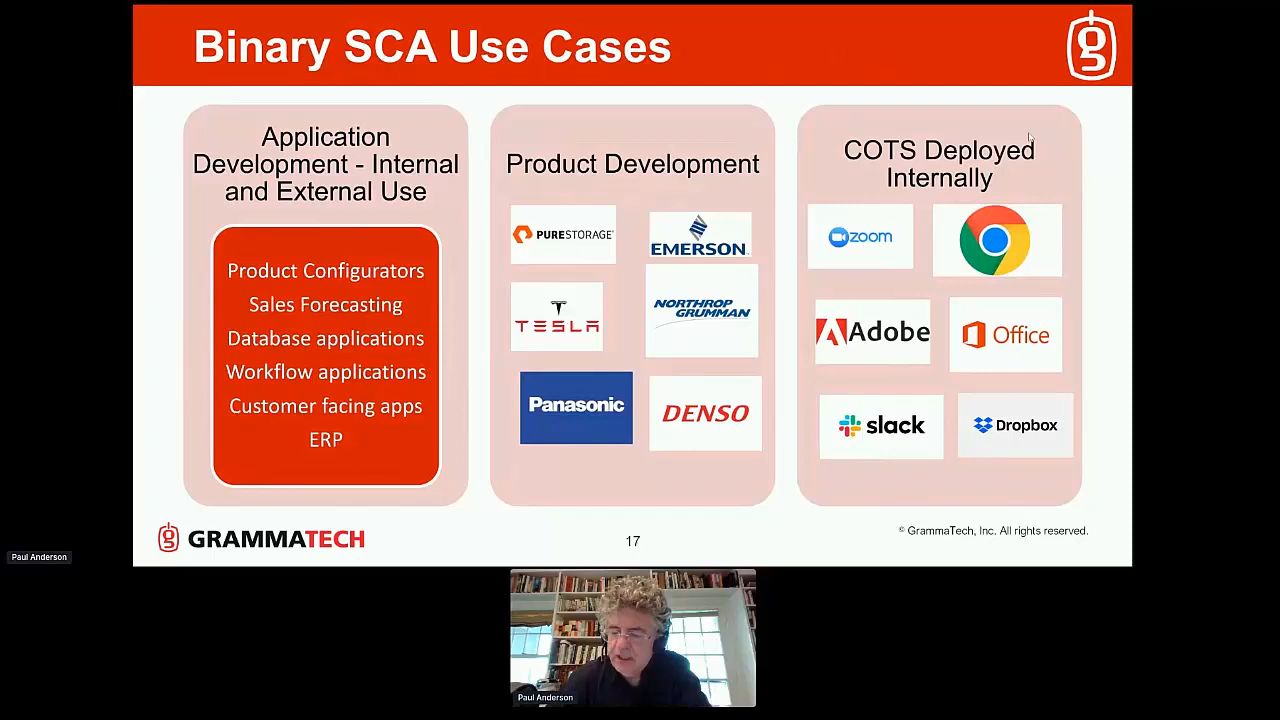 Binary SCA Use Cases
Application
Development - Internal
and External Use
Product Configurators
Sales Forecasting
Database applications
Workflow applications
Customer facing apps
ERP
Product Development
PURESTORAGE
EMERSON
TESLA
NORTHROP
GRUMMAN
Panasonic
DENSO
COTS Deployed
Internally
zoom
Adobe
Office
slack
Dropbox
GRAMMATECH
17
© GrammaTech, Inc. All rights reserved.
Paul Anderson
Paul Anderson